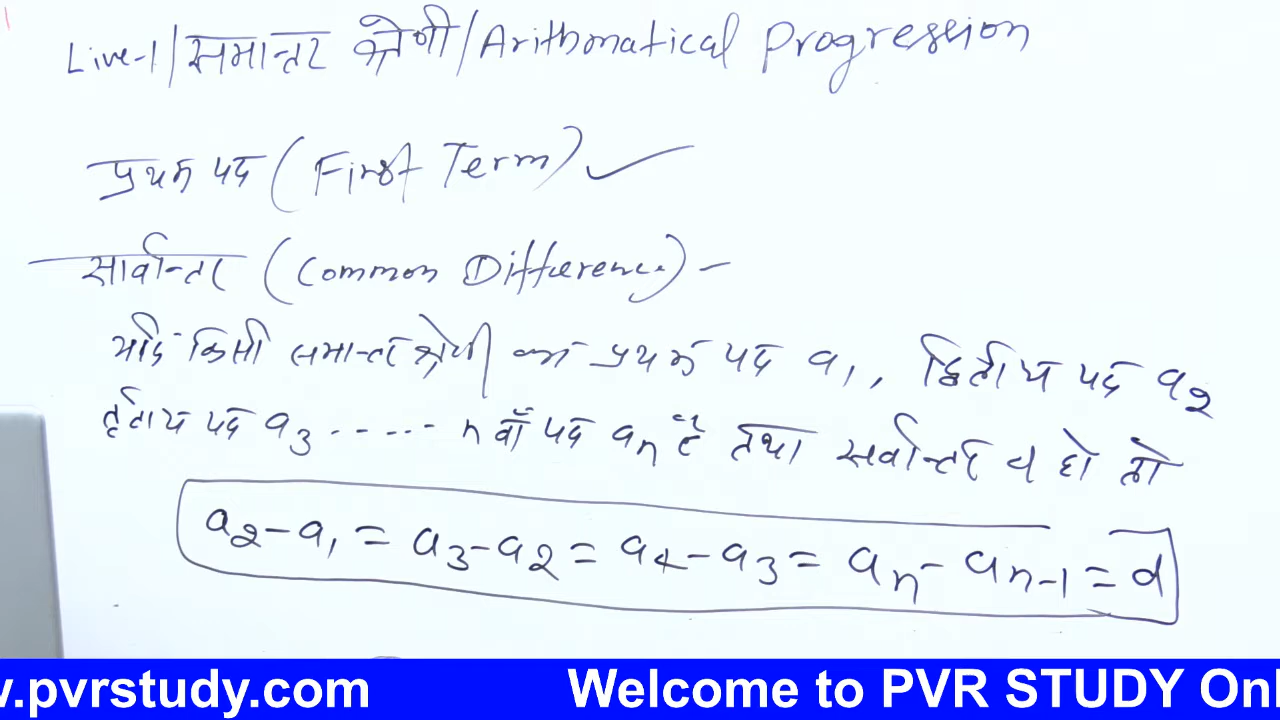 Live-1/समान्तर श्रेणी/Arithmatical Progression
प्रथम पद (First Term) ✓
सार्वान्तर (Common Difference) -
यदि किसी समान्तर श्रेणी का प्रथम पद a₁, द्वितीय पद a₂
तृतीय पद a₃ ------ n वाँ पद aₙ है तथा सर्वान्तर d हो तो
a₂-a₁ = a₃-a₂ = a₄-a₃ = aₙ - aₙ₋₁ = d
v.pvrstudy.com Welcome to PVR STUDY Onl